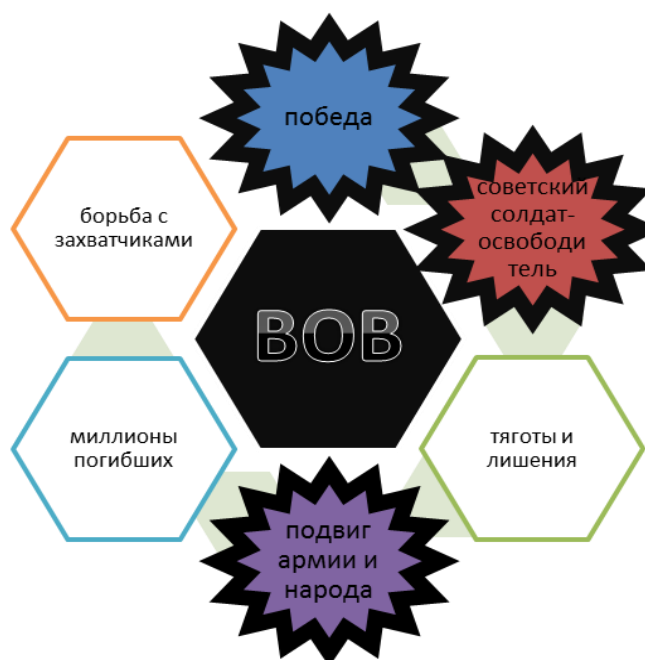 победа
советский
солдат-
освободи
тель
борьба с
захватчиками
ВОВ
миллионы
погибших
тяготы и
лишения
подвиг
армии и
народа